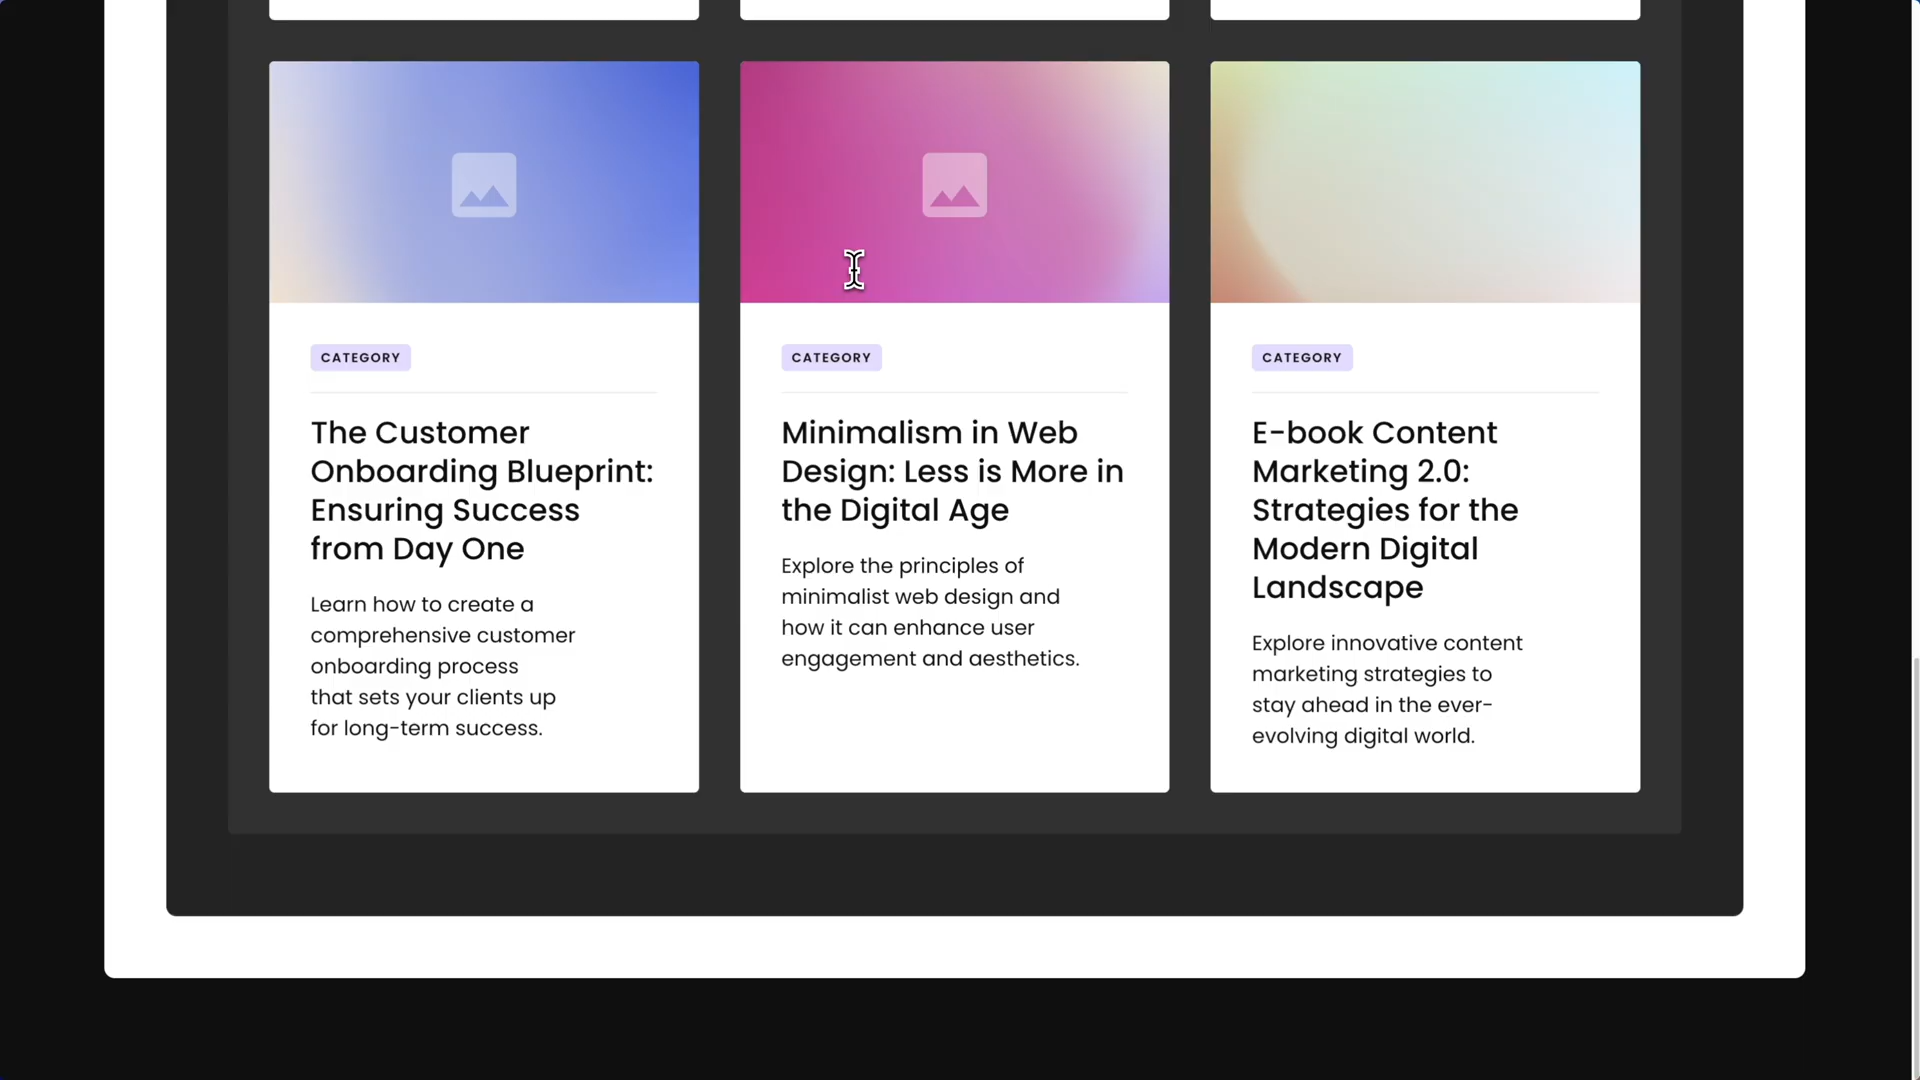 CATEGORY
The Customer
Onboarding Blueprint:
Ensuring Success
from Day One
Learn how to create a
comprehensive customer
onboarding process
that sets your clients up
for long-term success.
CATEGORY
Minimalism in Web
Design: Less is More in
the Digital Age
Explore the principles of
minimalist web design and
how it can enhance user
engagement and aesthetics.
CATEGORY
E-book Content
Marketing 2.0:
Strategies for the
Modern Digital
Landscape
Explore innovative content
marketing strategies to
stay ahead in the ever-
evolving digital world.